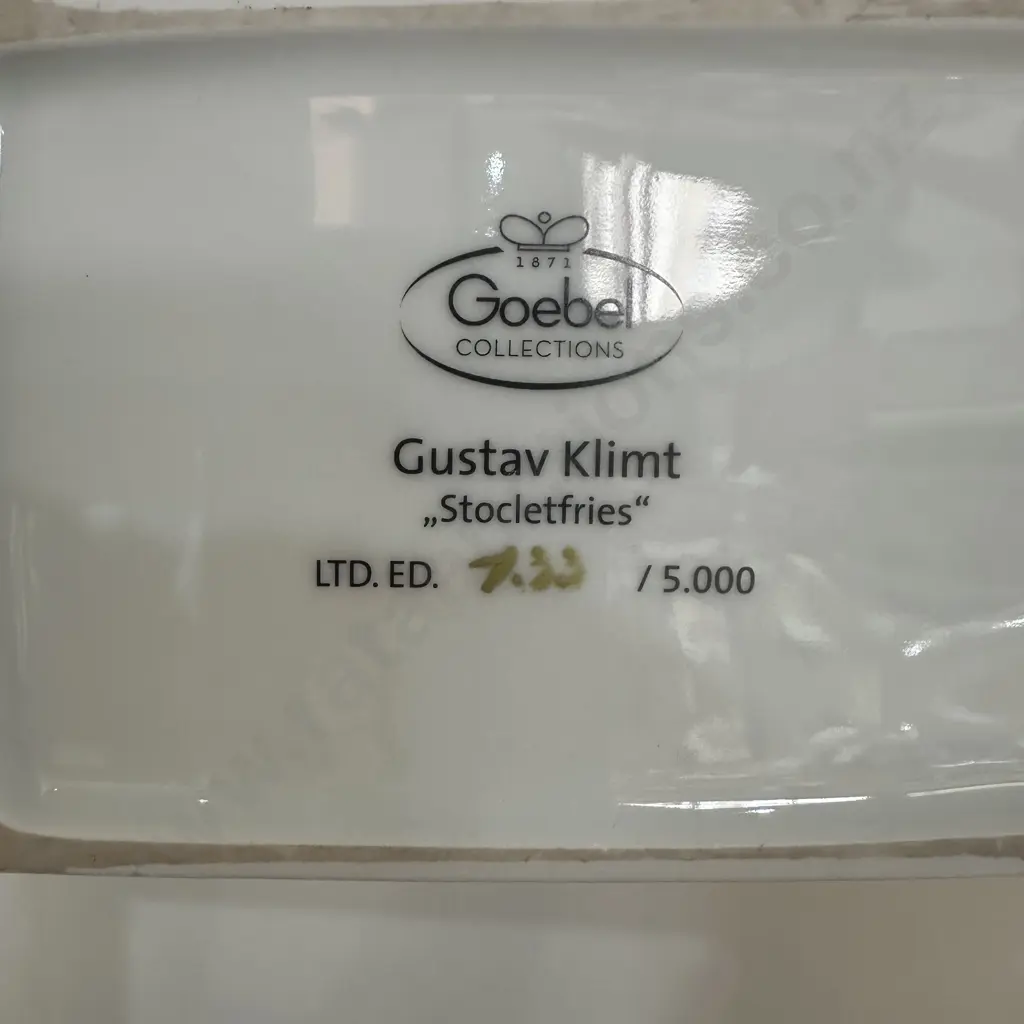 1871
Goebel
COLLECTIONS
Gustav Klimt
„Stocletfries“
LTD. ED. / 5.000